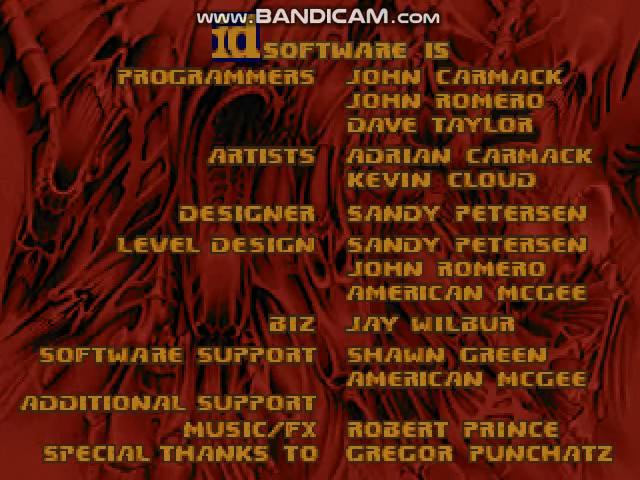 www.BANDICAM.com
id SOFTWARE IS
PROGRAMMERS JOHN CARMACK
JOHN ROMERO
DAVE TAYLOR
ARTISTS ADRIAN CARMACK
KEVIN CLOUD
DESIGNER SANDY PETERSEN
LEVEL DESIGN SANDY PETERSEN
JOHN ROMERO
AMERICAN MCGEE
BIZ JAY WILBUR
SOFTWARE SUPPORT SHAWN GREEN
AMERICAN MCGEE
ADDITIONAL SUPPORT
MUSIC/FX ROBERT PRINCE
SPECIAL THANKS TO GREGOR PUNCHATZ